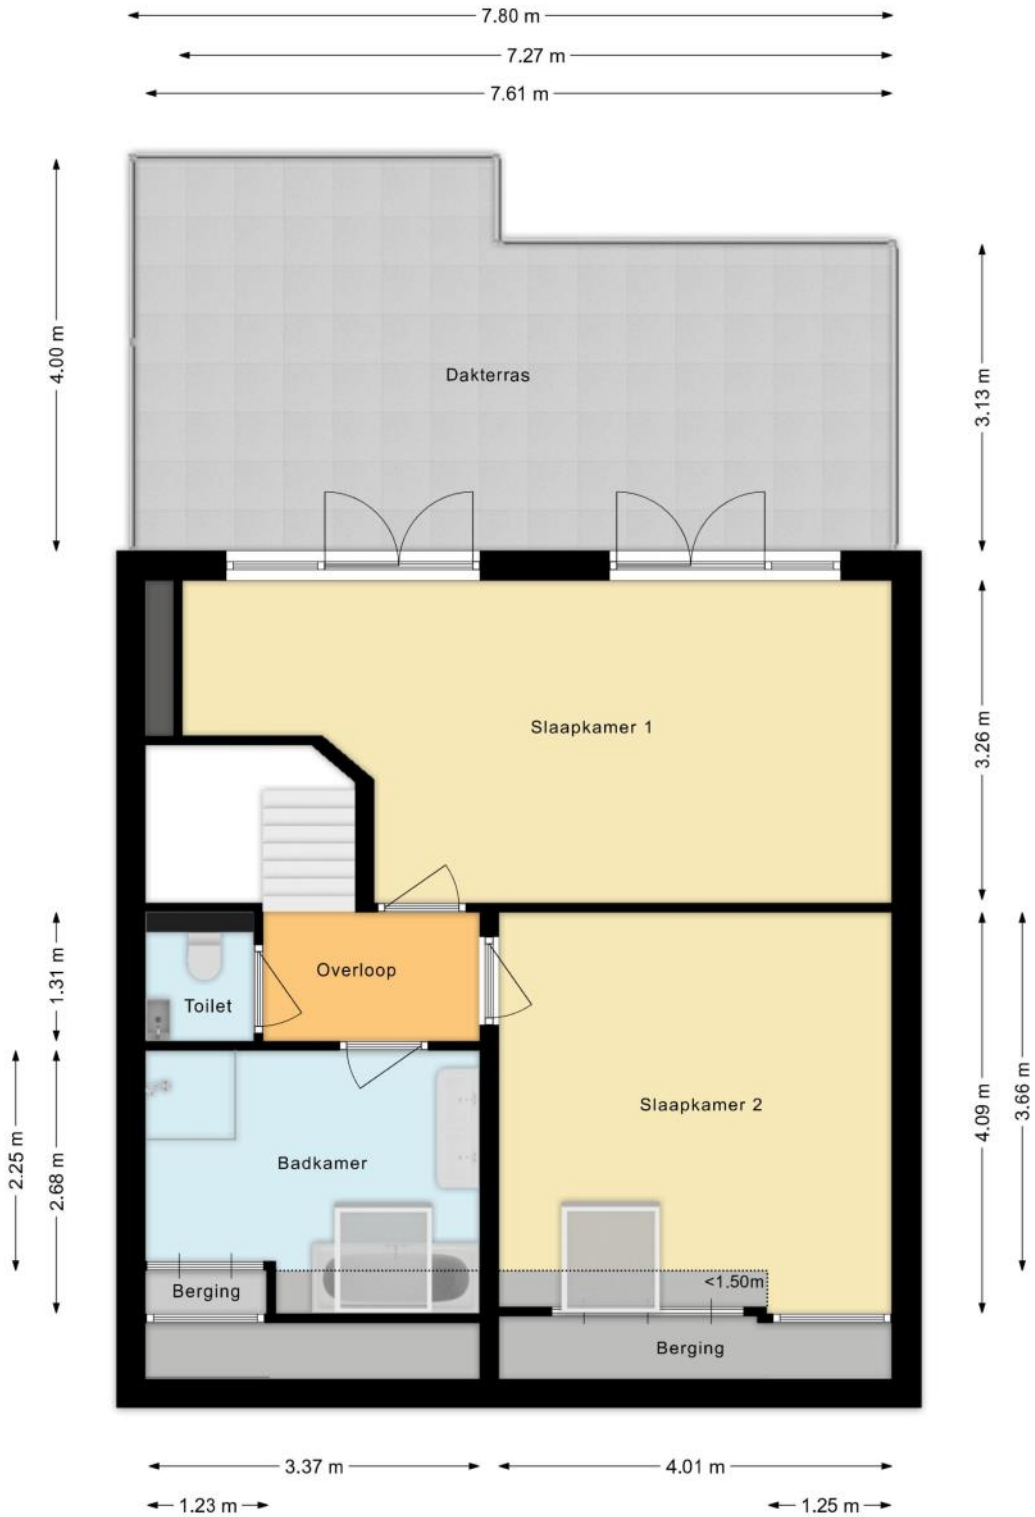 7.80 m
7.27 m
7.61 m
4.00 m
3.13 m
Dakterras
3.26 m
Slaapkamer 1
1.31 m
Overloop
Toilet
4.09 m
3.66 m
Slaapkamer 2
2.25 m
2.68 m
Badkamer
<1.50m
Berging
Berging
3.37 m
4.01 m
1.23 m
1.25 m